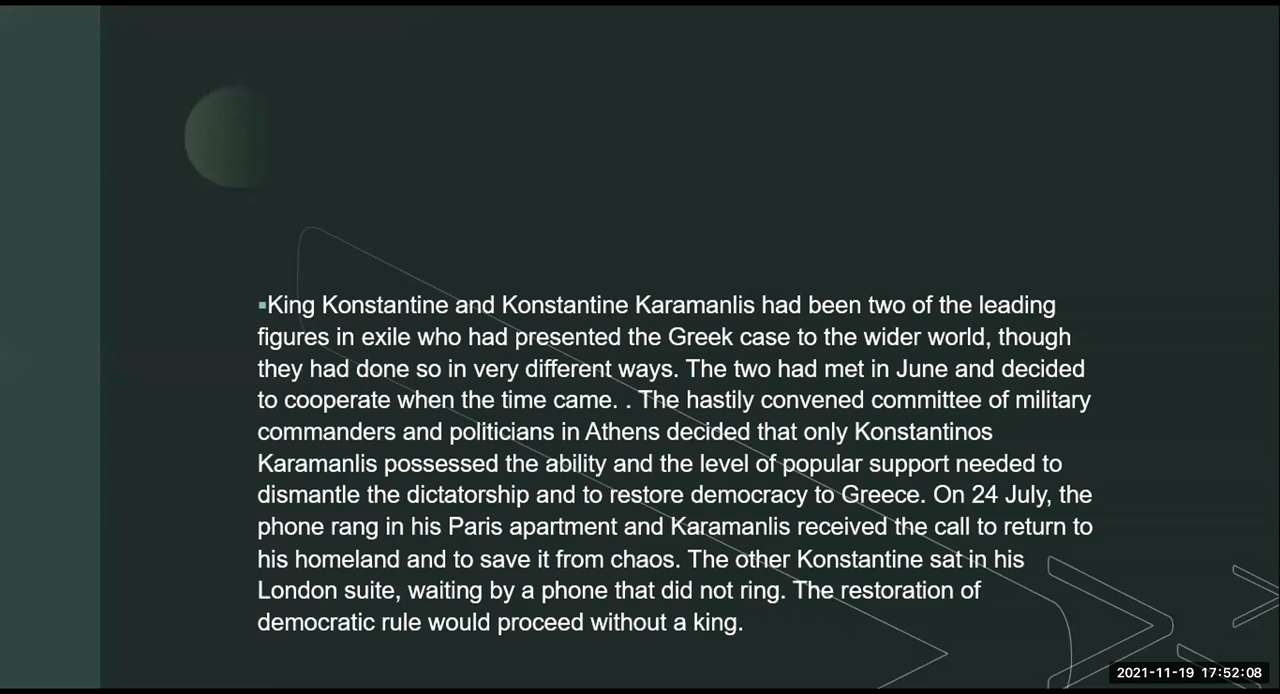 ▪King Konstantine and Konstantine Karamanlis had been two of the leading
figures in exile who had presented the Greek case to the wider world, though
they had done so in very different ways. The two had met in June and decided
to cooperate when the time came. . The hastily convened committee of military
commanders and politicians in Athens decided that only Konstantinos
Karamanlis possessed the ability and the level of popular support needed to
dismantle the dictatorship and to restore democracy to Greece. On 24 July, the
phone rang in his Paris apartment and Karamanlis received the call to return to
his homeland and to save it from chaos. The other Konstantine sat in his
London suite, waiting by a phone that did not ring. The restoration of
democratic rule would proceed without a king.
2021-11-19 17:52:08